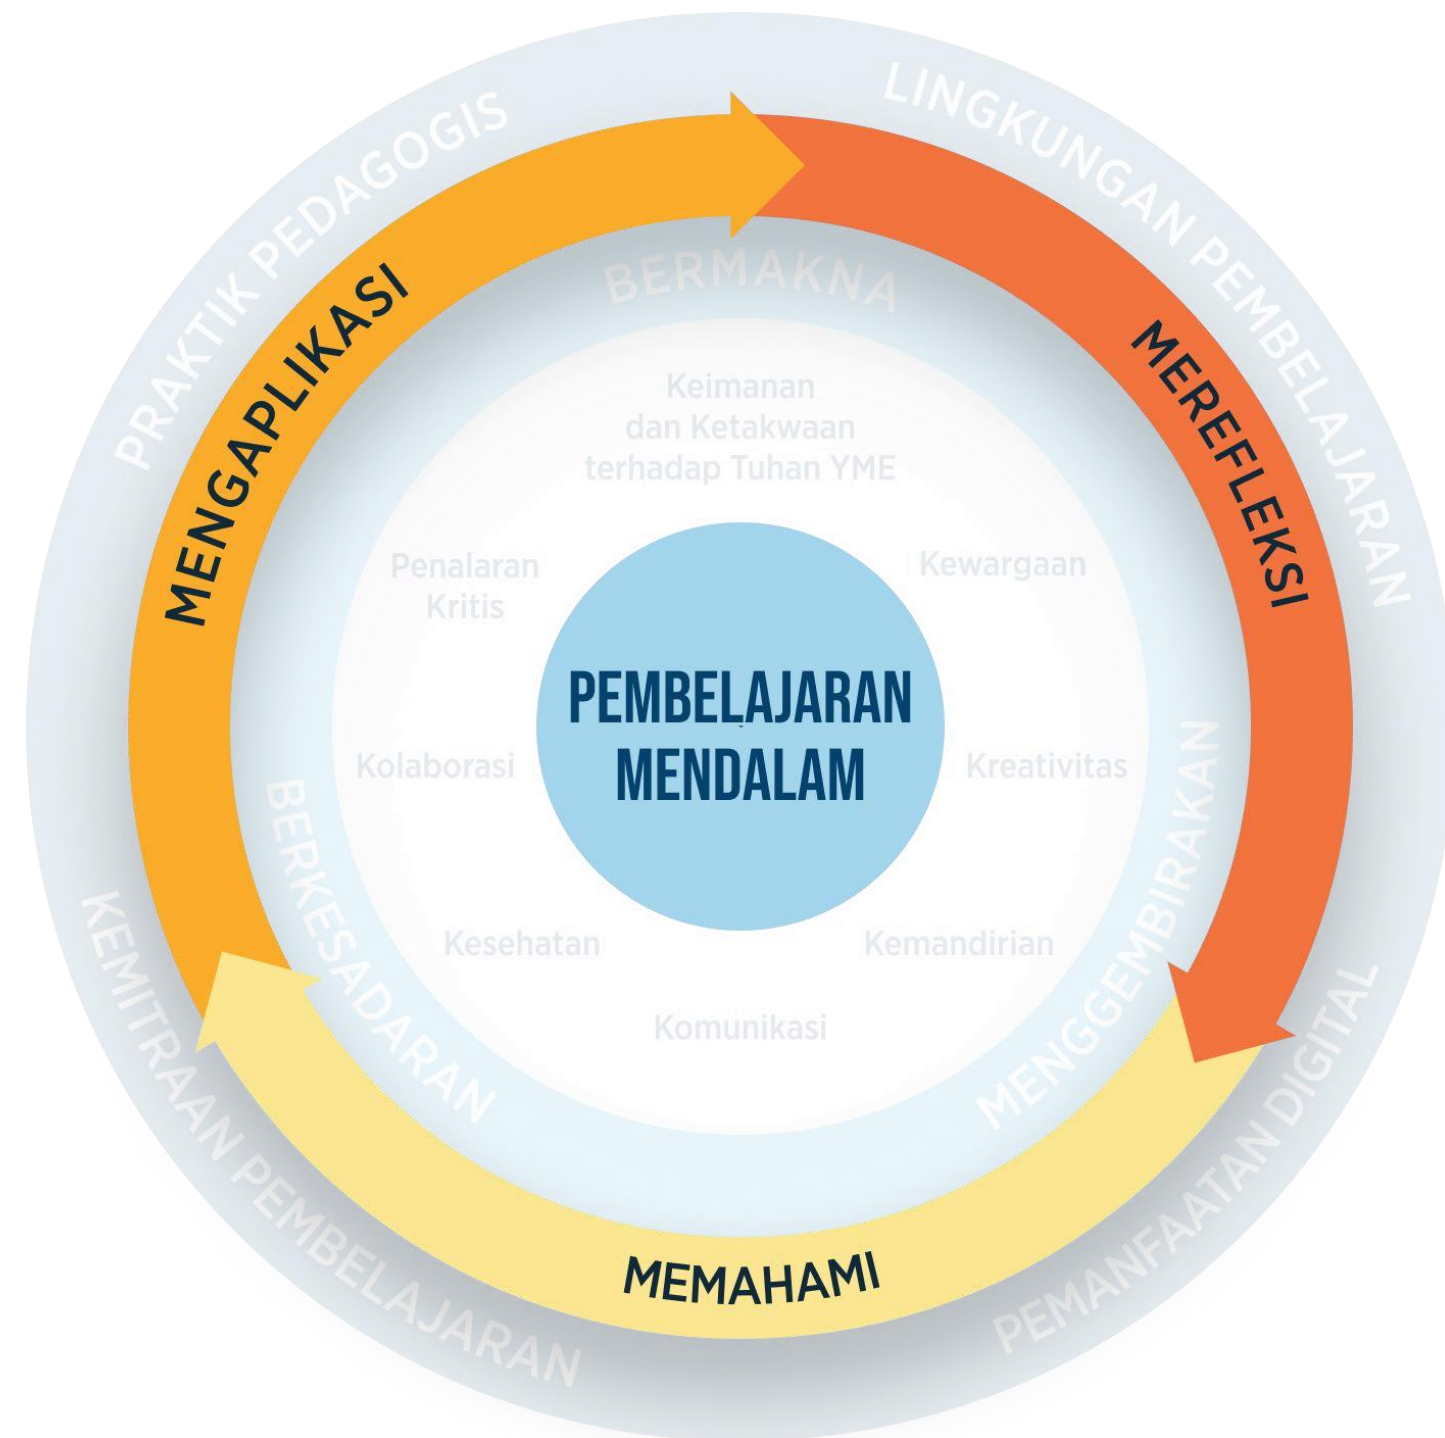 PRAKTIK PEDAGOGIS
LINGKUNGAN PEMBELAJARAN
MENGAPLIKASI
MEREFLEKSI
BERMAKNA
Keimanan
dan Ketakwaan
terhadap Tuhan YME
Penalaran
Kritis
Kewargaan
PEMBELAJARAN
MENDALAM
Kolaborasi
Kreativitas
BERKESADARAN
MENGGEMBIRAKAN
Kesehatan
Kemandirian
Komunikasi
KEMITRAAN PEMBELAJARAN
PEMANFAATAN DIGITAL
MEMAHAMI